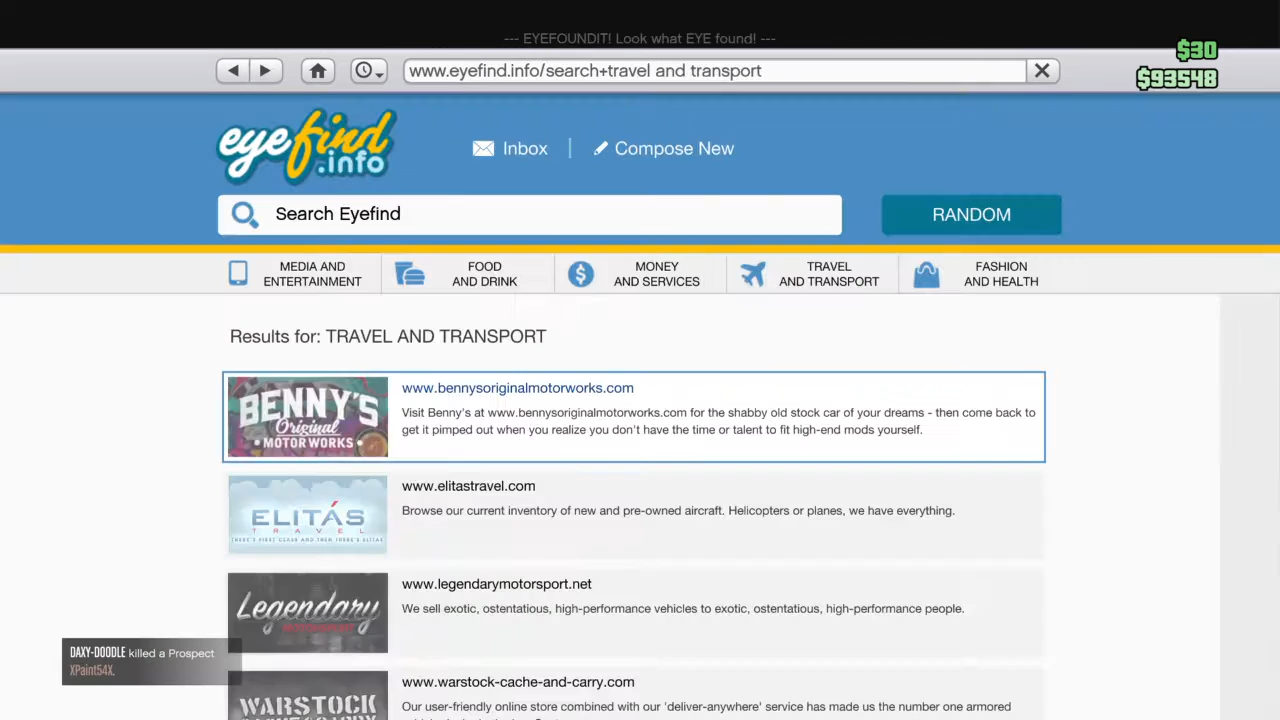 --- EYEFOUNDIT! Look what EYE found! ---
$30
www.eyefind.info/search+travel and transport
$93548
eyefind
.info
Inbox
Compose New
Search Eyefind
RANDOM
MEDIA AND
ENTERTAINMENT
FOOD
AND DRINK
MONEY
AND SERVICES
TRAVEL
AND TRANSPORT
FASHION
AND HEALTH
Results for: TRAVEL AND TRANSPORT
BENNY'S
Original
MOTOR WORKS
www.bennysoriginalmotorworks.com
Visit Benny's at www.bennysoriginalmotorworks.com for the shabby old stock car of your dreams - then come back to
get it pimped out when you realize you don't have the time or talent to fit high-end mods yourself.
ELITÁS
TRAVEL
THERE'S FIRST CLASS AND THEN THERE'S ELITAS
www.elitastravel.com
Browse our current inventory of new and pre-owned aircraft. Helicopters or planes, we have everything.
Legendary
MOTORSPORT
www.legendarymotorsport.net
We sell exotic, ostentatious, high-performance vehicles to exotic, ostentatious, high-performance people.
DAXY-DOODLE killed a Prospect
XPaint54X.
WARSTOCK
www.warstock-cache-and-carry.com
Our user-friendly online store combined with our 'deliver-anywhere' service has made us the number one armored